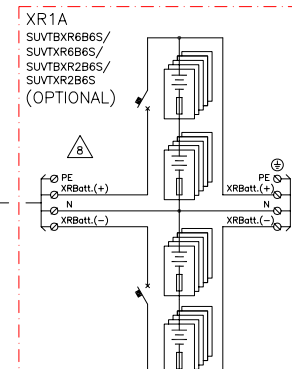 XR1A
SUVTBXR6B6S/
SUVTXR6B6S/
SUVTBXR2B6S/
SUVTXR2B6S
(OPTIONAL)
8
PE
XRBatt.(+)
N
XRBatt.(-)
PE
XRBatt.(+)
N
XRBatt.(-)